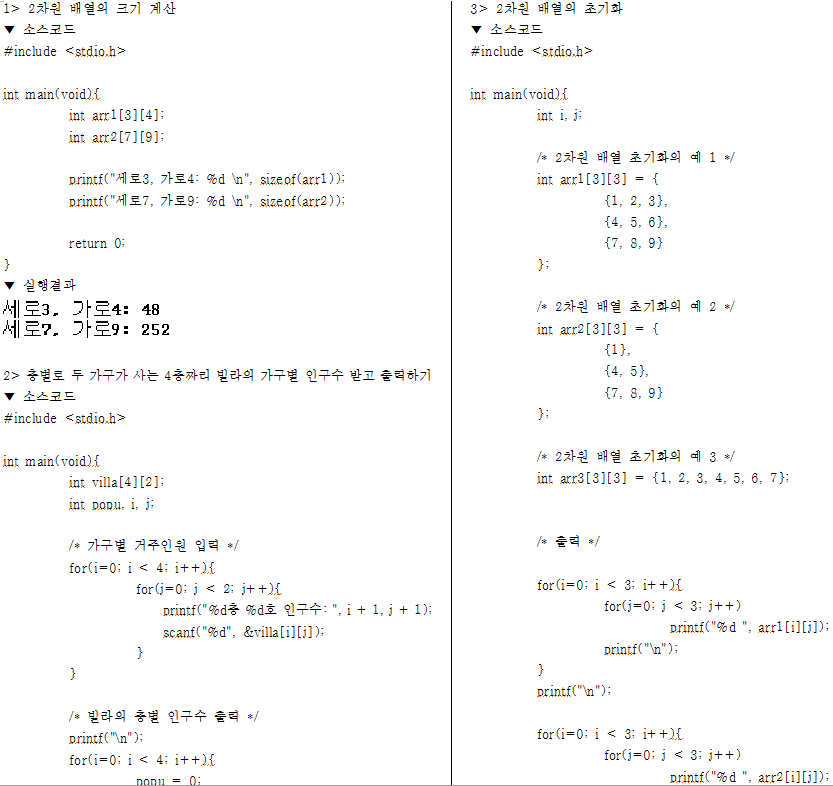 1> 2차원 배열의 크기 계산
▼ 소스코드
#include <stdio.h>
int main(void){
int arr1[3][4];
int arr2[7][9];
printf("세로3, 가로4: %d \n", sizeof(arr1));
printf("세로7, 가로9: %d \n", sizeof(arr2));
return 0;
}
▼ 실행결과
세로3, 가로4: 48
세로7, 가로9: 252
2> 층별로 두 가구가 사는 4층짜리 빌라의 가구별 인구수 받고 출력하기
▼ 소스코드
#include <stdio.h>
int main(void){
int villa[4][2];
int popu, i, j;
/* 가구별 거주인원 입력 */
for(i=0; i < 4; i++){
for(j=0; j < 2; j++){
printf("%d층 %d호 인구수: ", i + 1, j + 1);
scanf("%d", &villa[i][j]);
}
}
/* 빌라의 층별 인구수 출력 */
printf("\n");
for(i=0; i < 4; i++){
popu = 0;
3> 2차원 배열의 초기화
▼ 소스코드
#include <stdio.h>
int main(void){
int i, j;
/* 2차원 배열 초기화의 예 1 */
int arr1[3][3] = {
{1, 2, 3},
{4, 5, 6},
{7, 8, 9}
};
/* 2차원 배열 초기화의 예 2 */
int arr2[3][3] = {
{1},
{4, 5},
{7, 8, 9}
};
/* 2차원 배열 초기화의 예 3 */
int arr3[3][3] = {1, 2, 3, 4, 5, 6, 7};
/* 출력 */
for(i=0; i < 3; i++){
for(j=0; j < 3; j++)
printf("%d ", arr1[i][j]);
printf("\n");
}
printf("\n");
for(i=0; i < 3; i++){
for(j=0; j < 3; j++)
printf("%d ", arr2[i][j]);